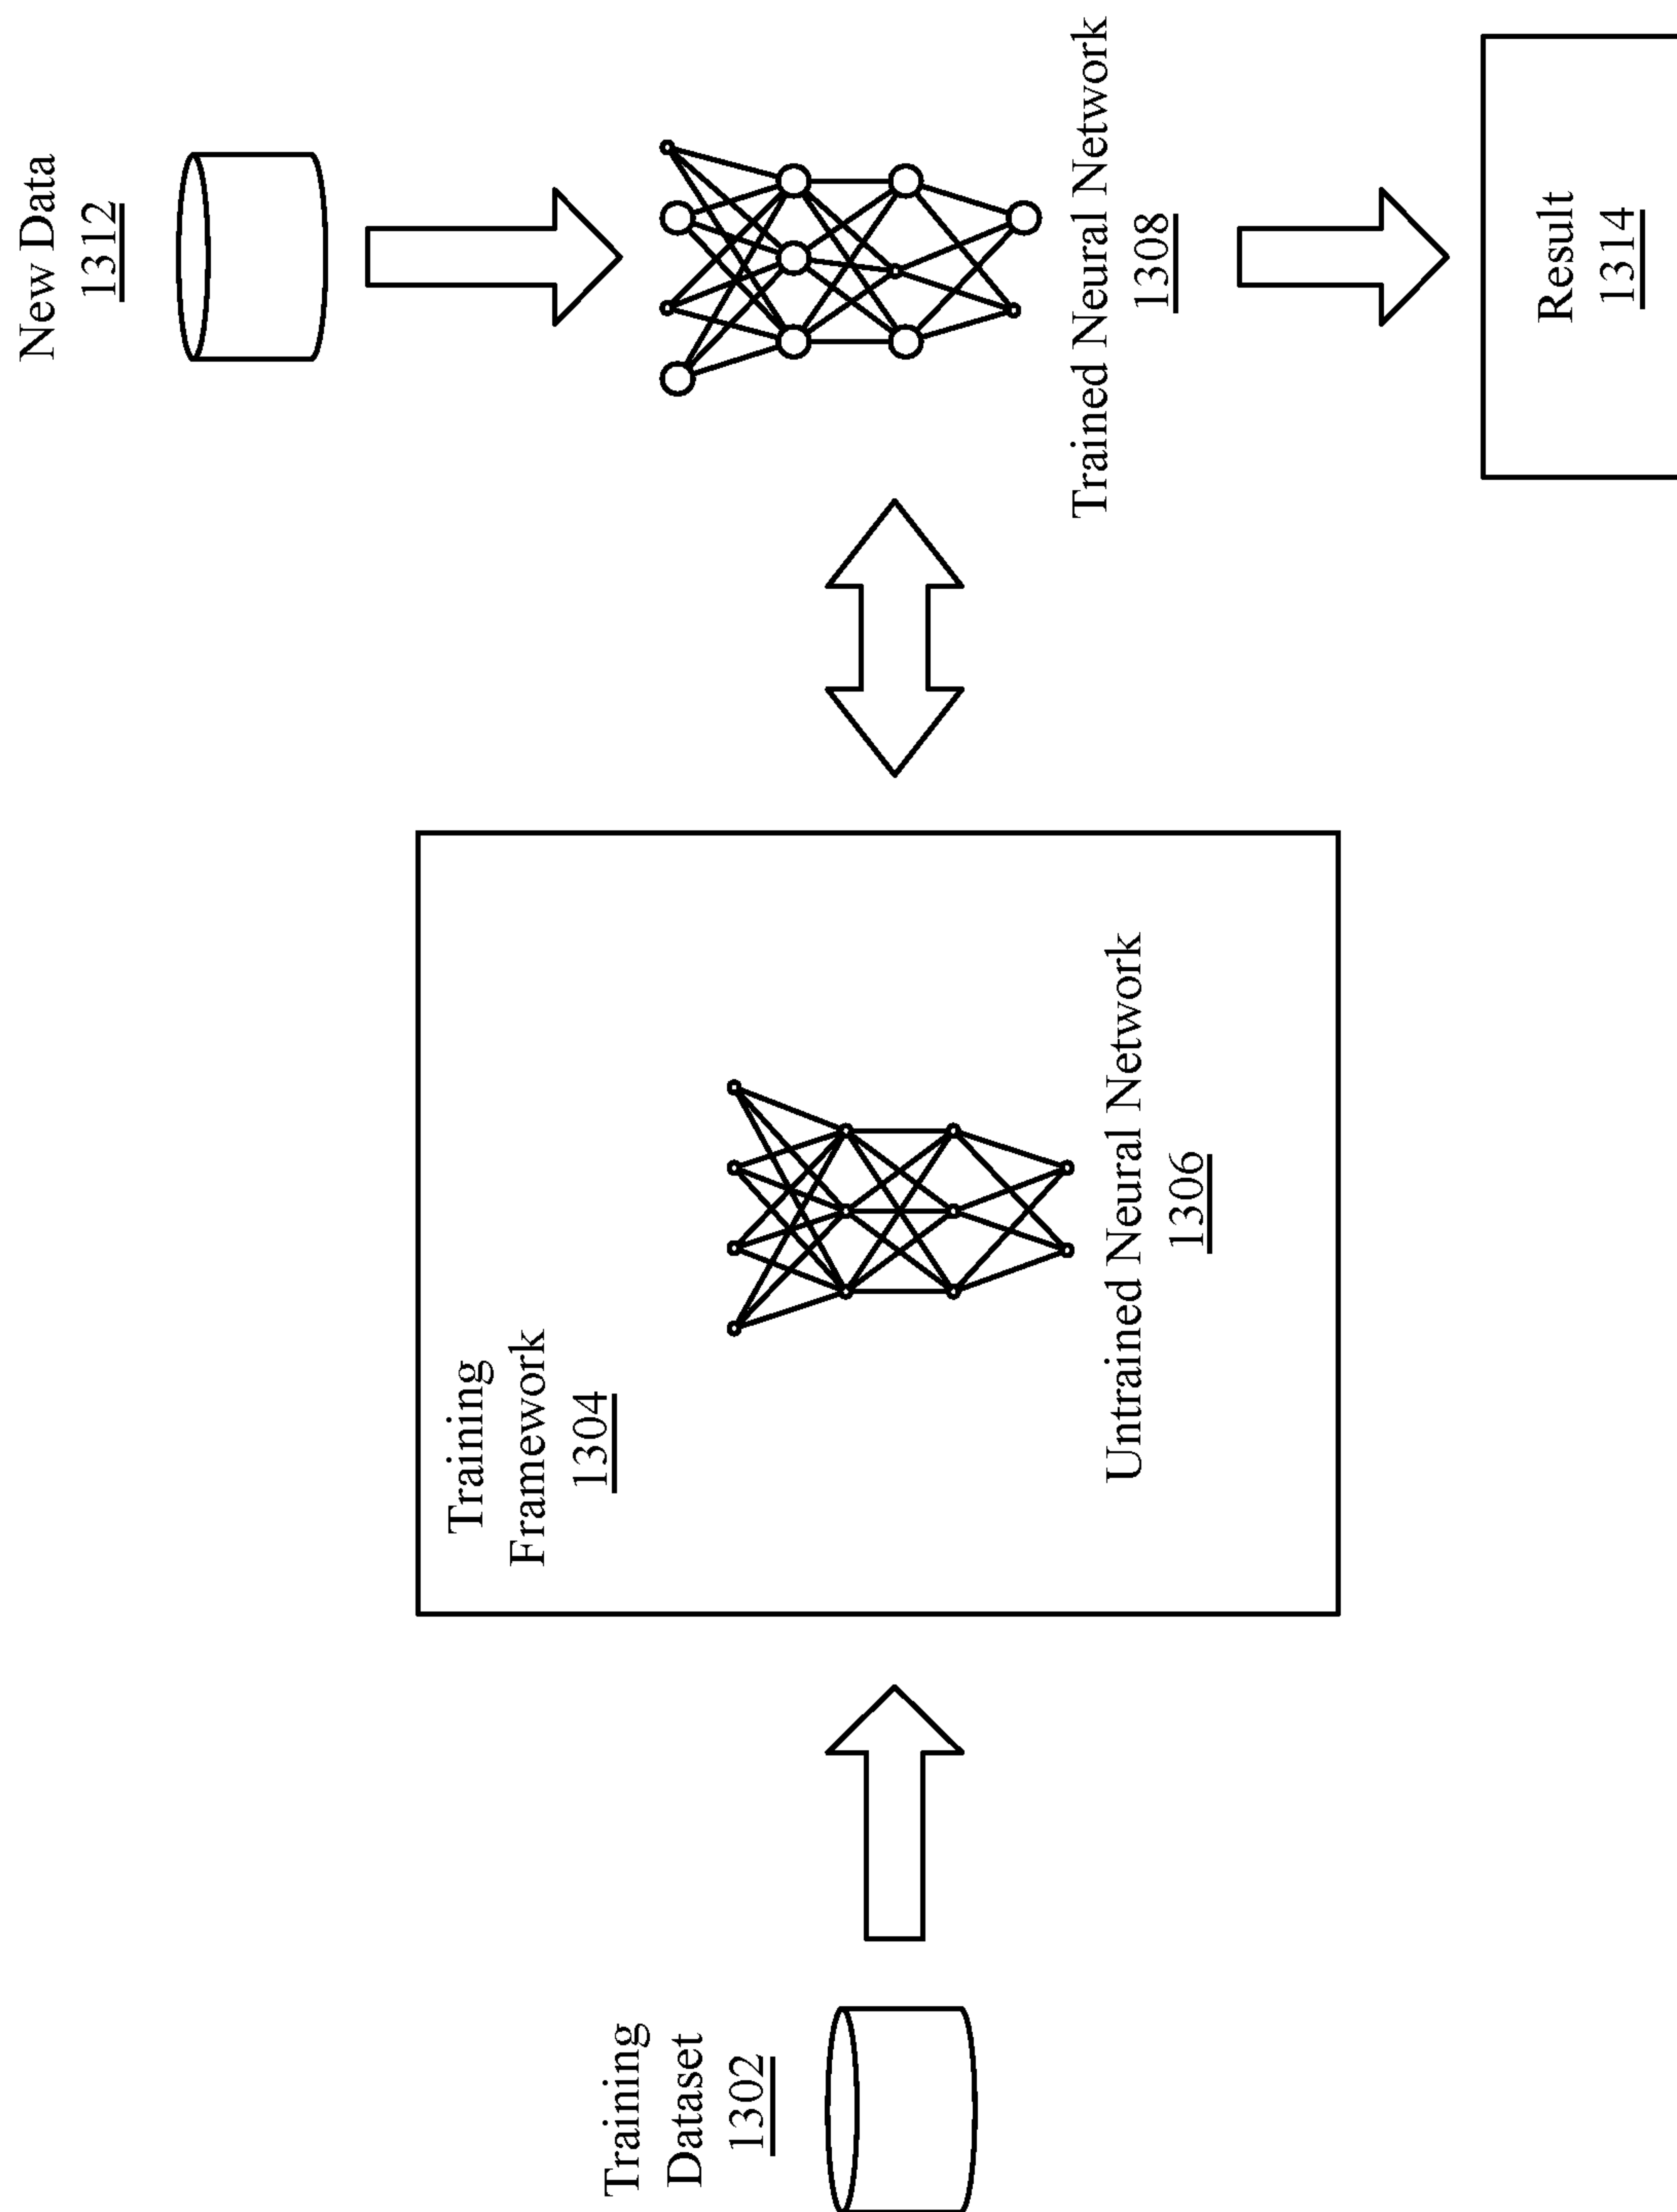 Training
Dataset
1302
Training
Framework
1304
Untrained Neural Network
1306
New Data
1312
Trained Neural Network
1308
Result
1314